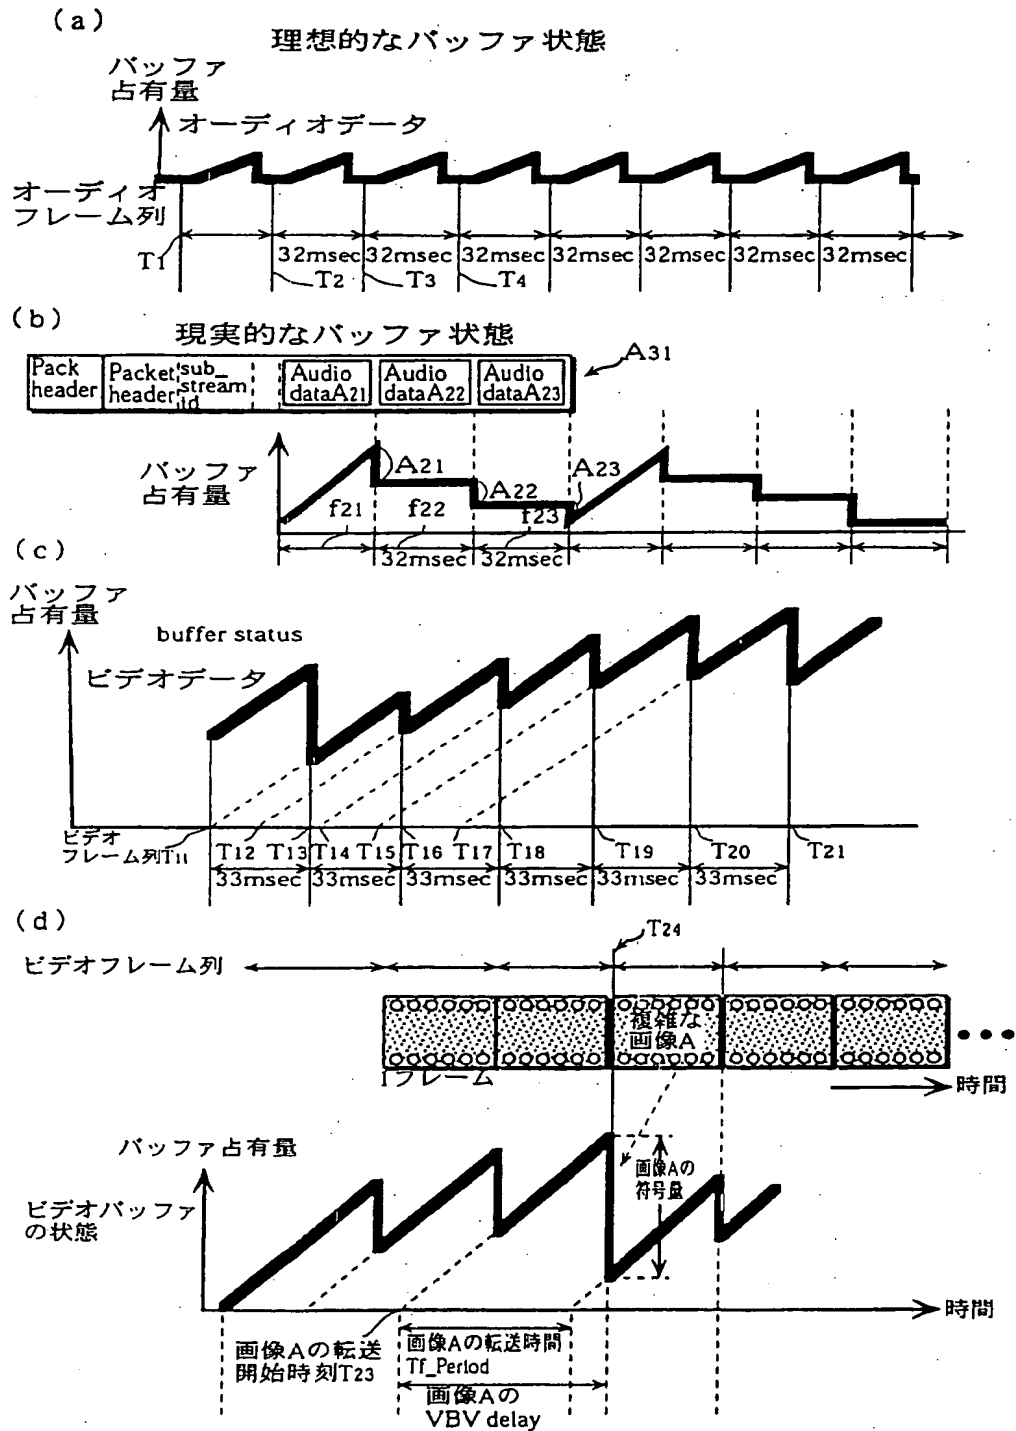 (a)
理想的なバッファ状態
バッファ
占有量
オーディオデータ
オーディオ
フレーム列
T1
32msec 32msec 32msec 32msec 32msec 32msec 32msec
T2 T3 T4
(b)
現実的なバッファ状態
Pack
header
Packet
header
sub_
stream
id
Audio
dataA21
Audio
dataA22
Audio
dataA23
A31
バッファ
占有量
A21
A22
A23
f21
f22
f23
32msec 32msec
(c)
バッファ
占有量
buffer status
ビデオデータ
ビデオ
フレーム列T11
T12 T13 T14 T15 T16 T17 T18 T19 T20 T21
33msec 33msec 33msec 33msec 33msec 33msec
(d)
T24
ビデオフレーム列
複雑な
画像A
Iフレーム
時間
バッファ占有量
画像Aの
符号量
ビデオバッファ
の状態
時間
画像Aの転送
開始時刻T23
画像Aの転送時間
Tf_Period
画像Aの
VBV delay